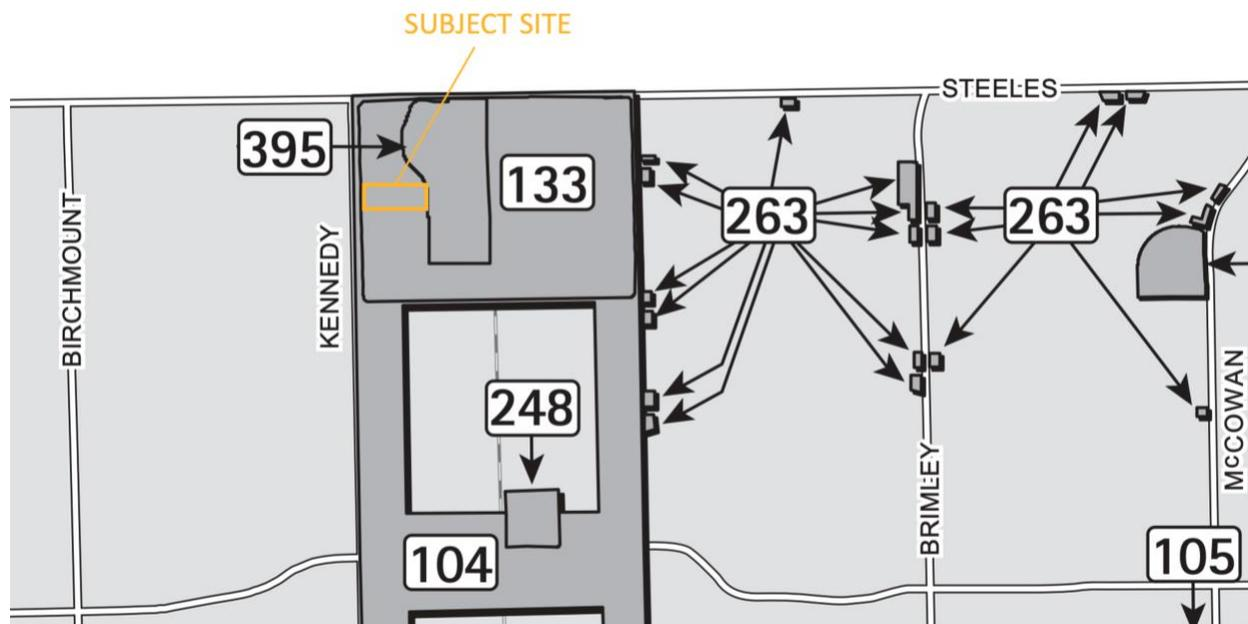 SUBJECT SITE
STEELES
395
133
263
263
BIRCHMOUNT
KENNEDY
248
McCOWAN
BRIMLEY
104
105